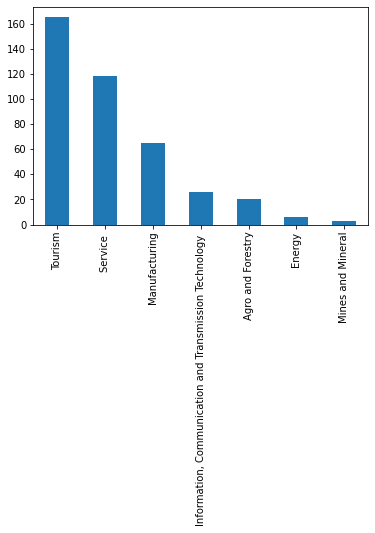 160
140
120
100
80
60
40
20
0
Tourism
Service
Manufacturing
Information, Communication and Transmission Technology
Agro and Forestry
Energy
Mines and Mineral